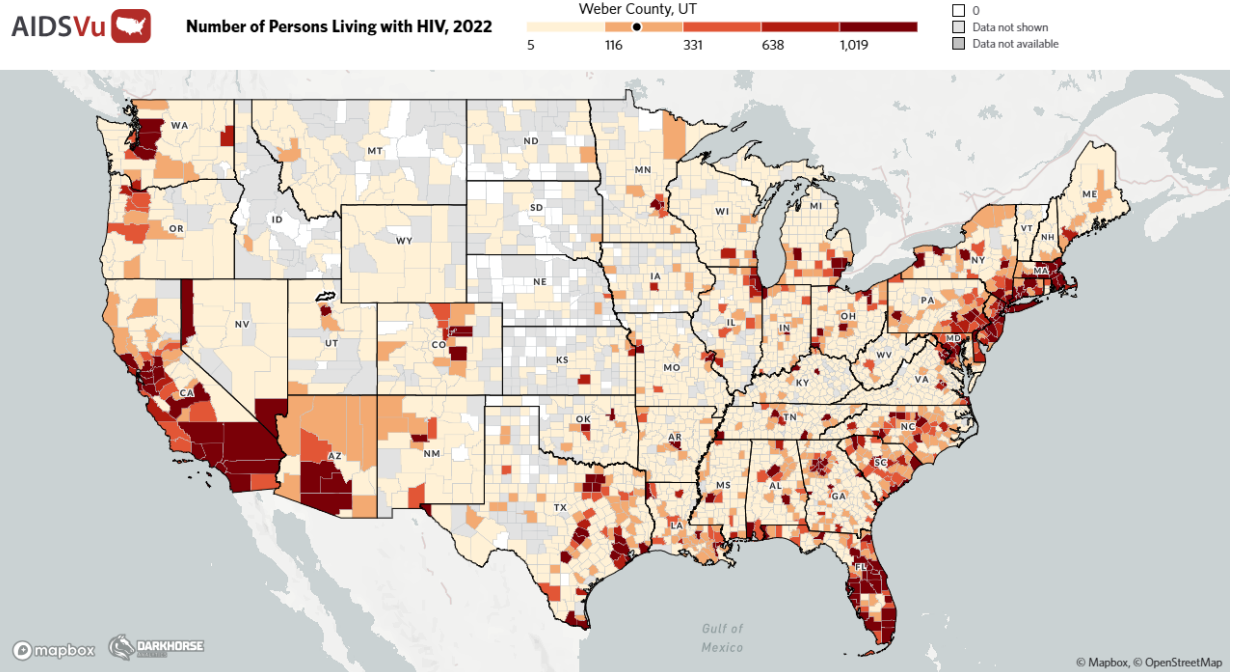 AIDSVu
Number of Persons Living with HIV, 2022
Weber County, UT
5 116 331 638 1,019
0
Data not shown
Data not available
WA
MT
ND
MN
ME
OR
ID
SD
WI
MI
VT
NH
WY
NY
MA
NE
IA
PA
NV
UT
CO
IL
IN
OH
MD
KS
MO
WV
VA
CA
KY
AZ
NM
OK
AR
TN
NC
SC
MS
AL
GA
TX
LA
FL
Gulf of
Mexico
mapbox
DARKHORSE
© Mapbox, © OpenStreetMap